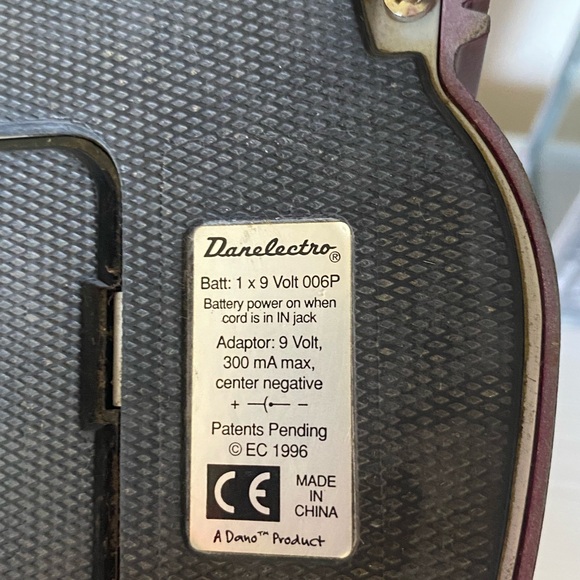 Danelectro®
Batt: 1 x 9 Volt 006P
Battery power on when
cord is in IN jack
Adaptor: 9 Volt,
300 mA max,
center negative
+ −
Patents Pending
© EC 1996
CE
MADE
IN
CHINA
A Dano™ Product